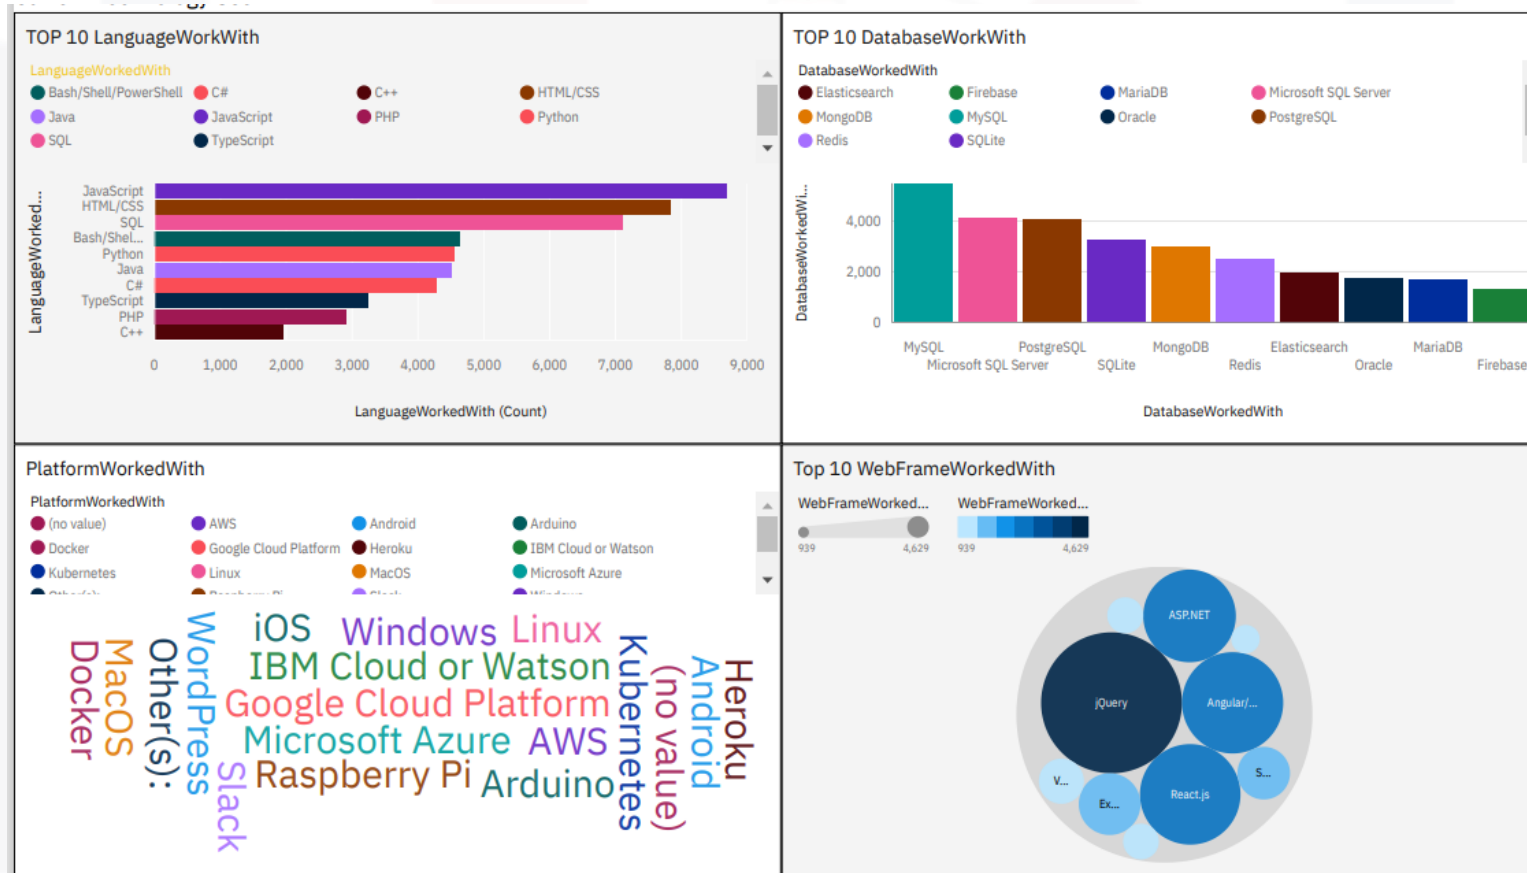 TOP 10 LanguageWorkWith
LanguageWorkedWith
Bash/Shell/PowerShell C# C++ HTML/CSS
Java JavaScript PHP Python
SQL TypeScript
LanguageWorked...
JavaScript
HTML/CSS
SQL
Bash/Shel...
Python
Java
C#
TypeScript
PHP
C++
0 1,000 2,000 3,000 4,000 5,000 6,000 7,000 8,000 9,000
LanguageWorkedWith (Count)
TOP 10 DatabaseWorkWith
DatabaseWorkedWith
Elasticsearch Firebase MariaDB Microsoft SQL Server
MongoDB MySQL Oracle PostgreSQL
Redis SQLite
DatabaseWorkedWi...
4,000
2,000
0
MySQL PostgreSQL MongoDB Elasticsearch MariaDB
Microsoft SQL Server SQLite Redis Oracle Firebase
DatabaseWorkedWith
PlatformWorkedWith
PlatformWorkedWith
(no value) AWS Android Arduino
Docker Google Cloud Platform Heroku IBM Cloud or Watson
Kubernetes Linux MacOS Microsoft Azure
Other(s): Raspberry Pi Slack Windows
Docker
MacOS
Other(s):
WordPress
Slack
iOS Windows Linux
IBM Cloud or Watson
Google Cloud Platform
Microsoft Azure AWS
Raspberry Pi Arduino
Kubernetes
(no value)
Android
Heroku
Top 10 WebFrameWorkedWith
WebFrameWorked... WebFrameWorked...
939 4,629 939 4,629
ASP.NET
jQuery Angular/...
V... Ex... React.js S...